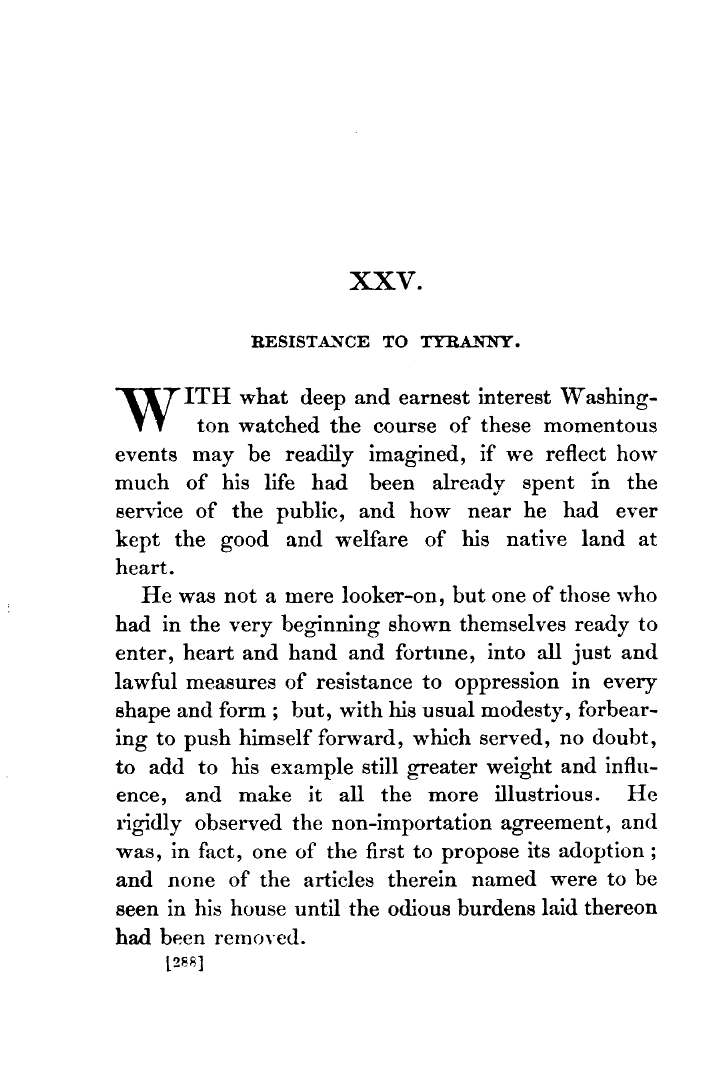 XXV.
RESISTANCE TO TYRANNY.
WITH what deep and earnest interest Washing-
ton watched the course of these momentous
events may be readily imagined, if we reflect how
much of his life had been already spent in the
service of the public, and how near he had ever
kept the good and welfare of his native land at
heart.
He was not a mere looker-on, but one of those who
had in the very beginning shown themselves ready to
enter, heart and hand and fortune, into all just and
lawful measures of resistance to oppression in every
shape and form ; but, with his usual modesty, forbear-
ing to push himself forward, which served, no doubt,
to add to his example still greater weight and influ-
ence, and make it all the more illustrious. He
rigidly observed the non-importation agreement, and
was, in fact, one of the first to propose its adoption ;
and none of the articles therein named were to be
seen in his house until the odious burdens laid thereon
had been removed.
[288]